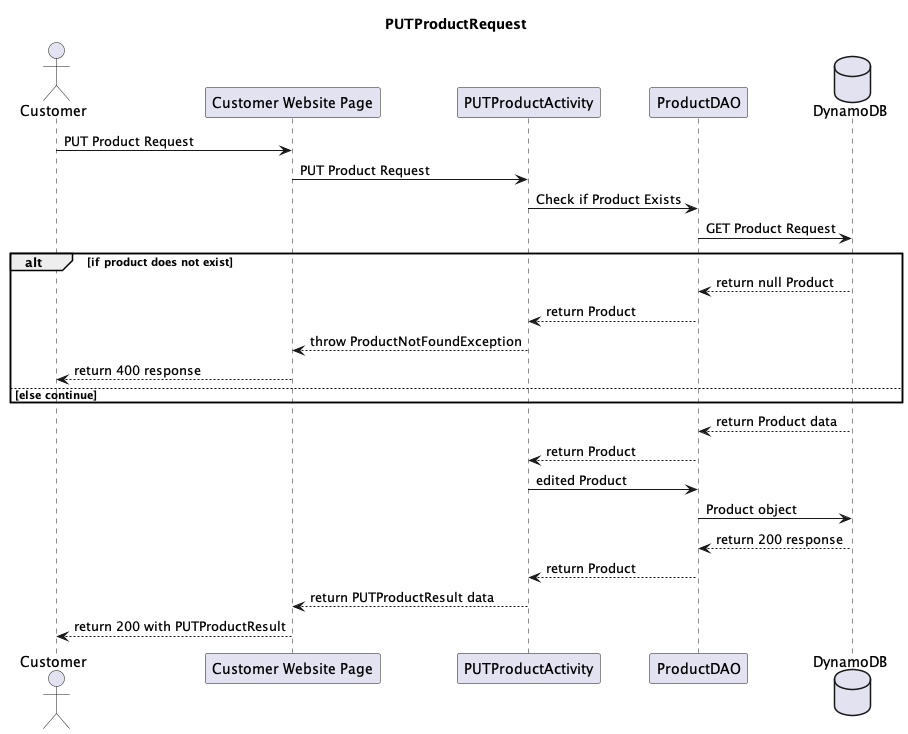 PUTProductRequest
Customer
Customer Website Page
PUTProductActivity
ProductDAO
DynamoDB
PUT Product Request
PUT Product Request
Check if Product Exists
GET Product Request
alt
[if product does not exist]
return null Product
return Product
throw ProductNotFoundException
return 400 response
[else continue]
return Product data
return Product
edited Product
Product object
return 200 response
return Product
return PUTProductResult data
return 200 with PUTProductResult
Customer
Customer Website Page
PUTProductActivity
ProductDAO
DynamoDB